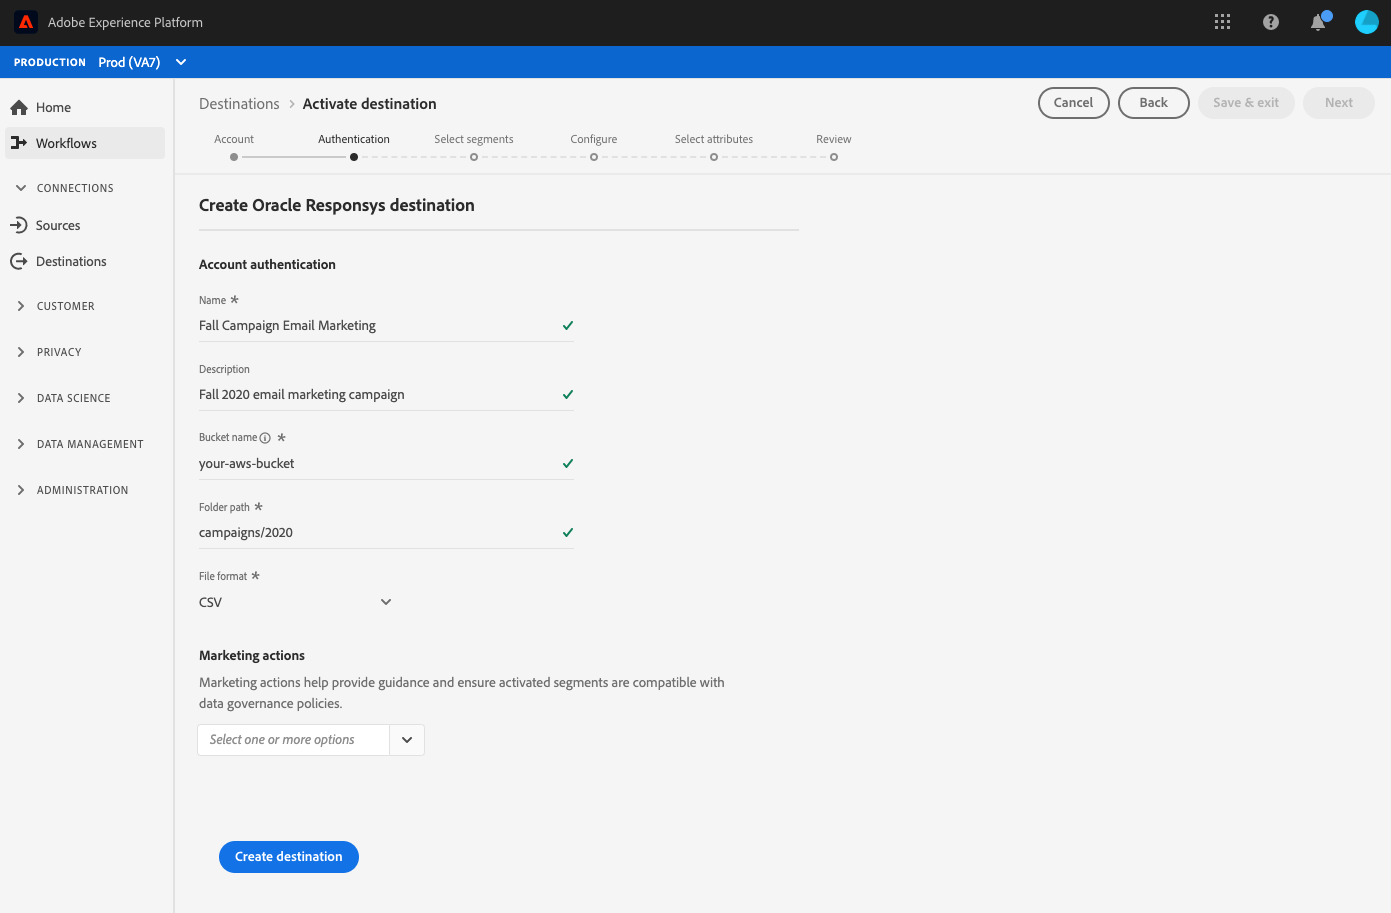 Adobe Experience Platform
PRODUCTION Prod (VA7)
Home
Workflows
CONNECTIONS
Sources
Destinations
CUSTOMER
PRIVACY
DATA SCIENCE
DATA MANAGEMENT
ADMINISTRATION
Destinations > Activate destination
Cancel Back Save & exit Next
Account Authentication Select segments Configure Select attributes Review
Create Oracle Responsys destination
Account authentication
Name *
Fall Campaign Email Marketing
Description
Fall 2020 email marketing campaign
Bucket name *
your-aws-bucket
Folder path *
campaigns/2020
File format *
CSV
Marketing actions
Marketing actions help provide guidance and ensure activated segments are compatible with
data governance policies.
Select one or more options
Create destination